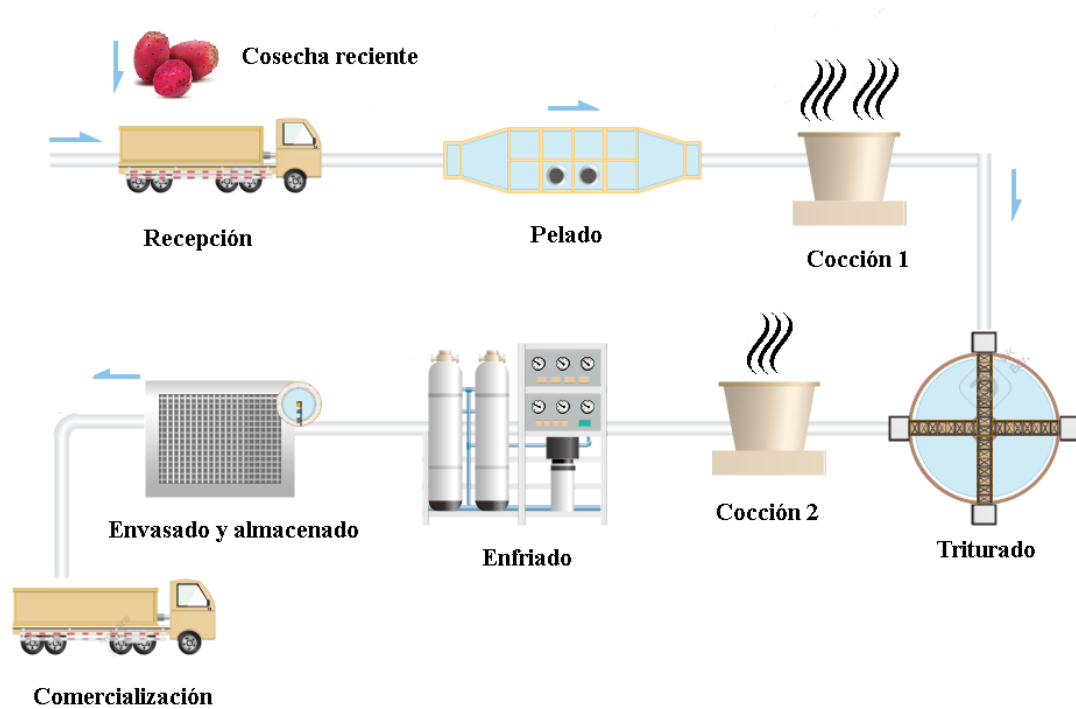 Cosecha reciente
Recepción
Pelado
Cocción 1
Triturado
Cocción 2
Enfriado
Envasado y almacenado
Comercialización